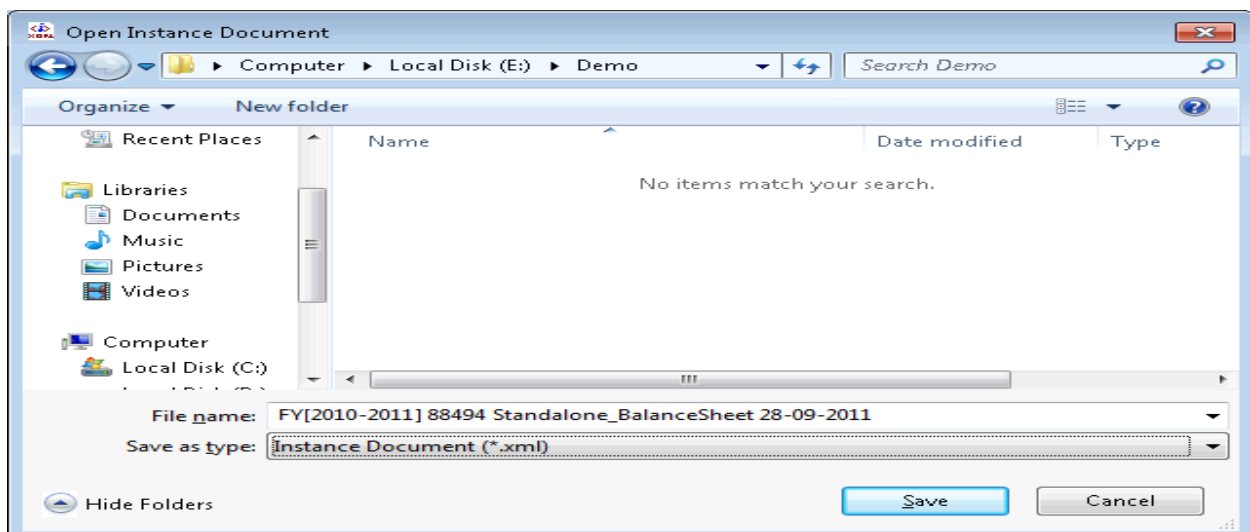 Open Instance Document
Computer Local Disk (E:) Demo Search Demo
Organize New folder
Recent Places
Name Date modified Type
No items match your search.
Libraries
Documents
Music
Pictures
Videos
Computer
Local Disk (C:)
File name: FY[2010-2011] 88494 Standalone_BalanceSheet 28-09-2011
Save as type: Instance Document (*.xml)
Hide Folders Save Cancel